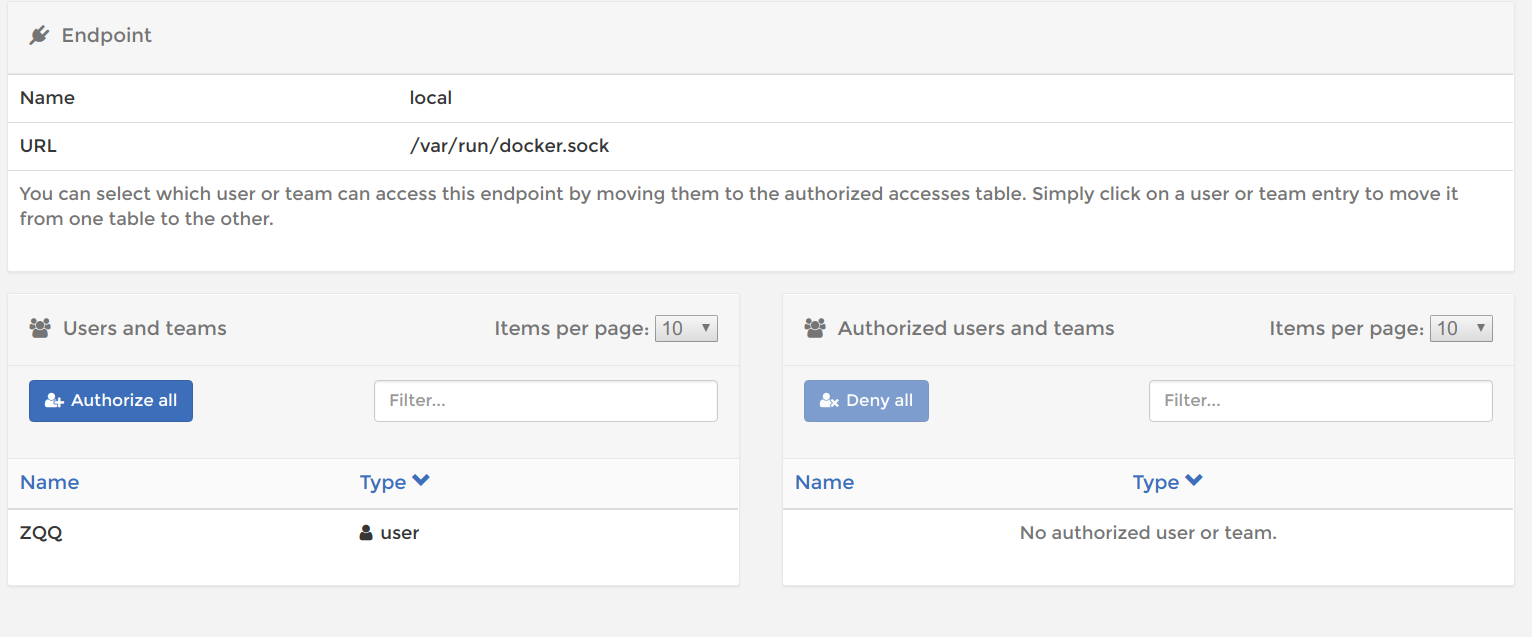 Endpoint
Name local
URL /var/run/docker.sock
You can select which user or team can access this endpoint by moving them to the authorized accesses table. Simply click on a user or team entry to move it
from one table to the other.
Users and teams Items per page: 10
Authorize all Filter...
Name Type
ZQQ user
Authorized users and teams Items per page: 10
Deny all Filter...
Name Type
No authorized user or team.